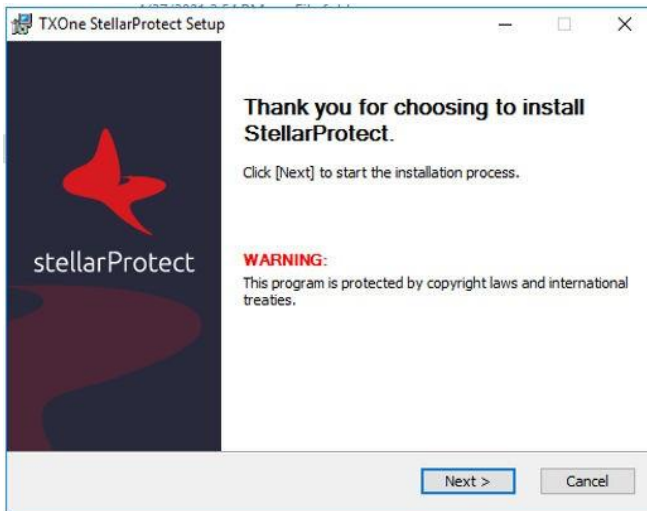 TXOne StellarProtect Setup
Thank you for choosing to install
StellarProtect.
Click [Next] to start the installation process.
stellarProtect
WARNING:
This program is protected by copyright laws and international
treaties.
Next >
Cancel